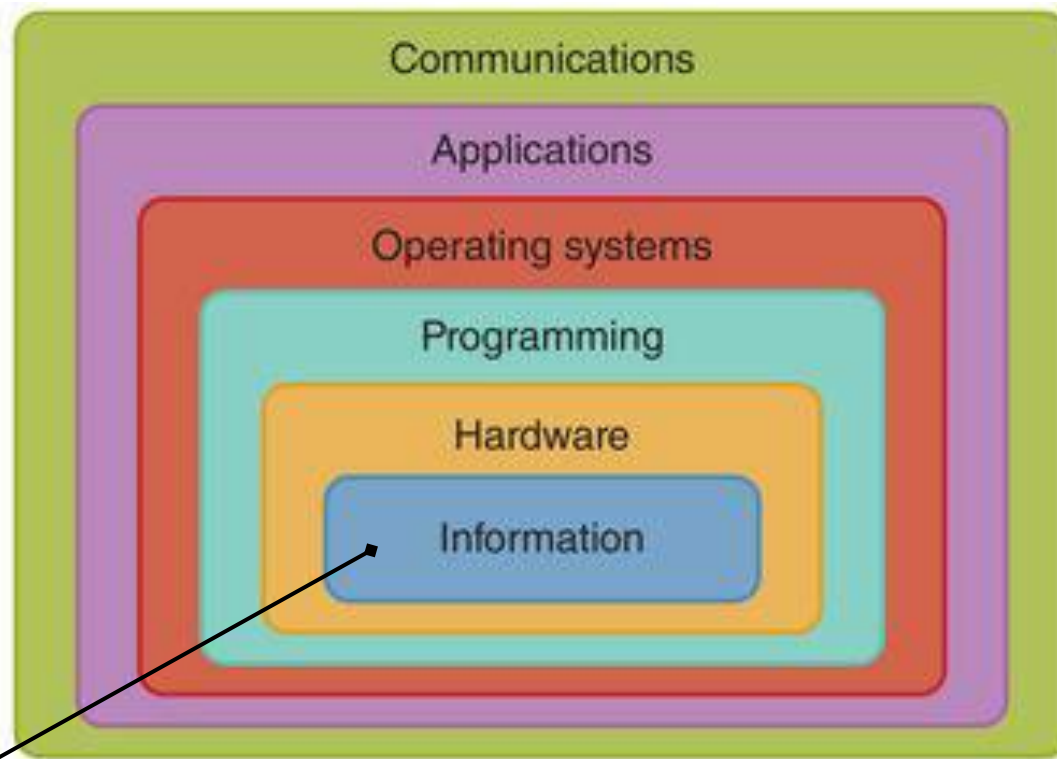 Communications
Applications
Operating systems
Programming
Hardware
Information